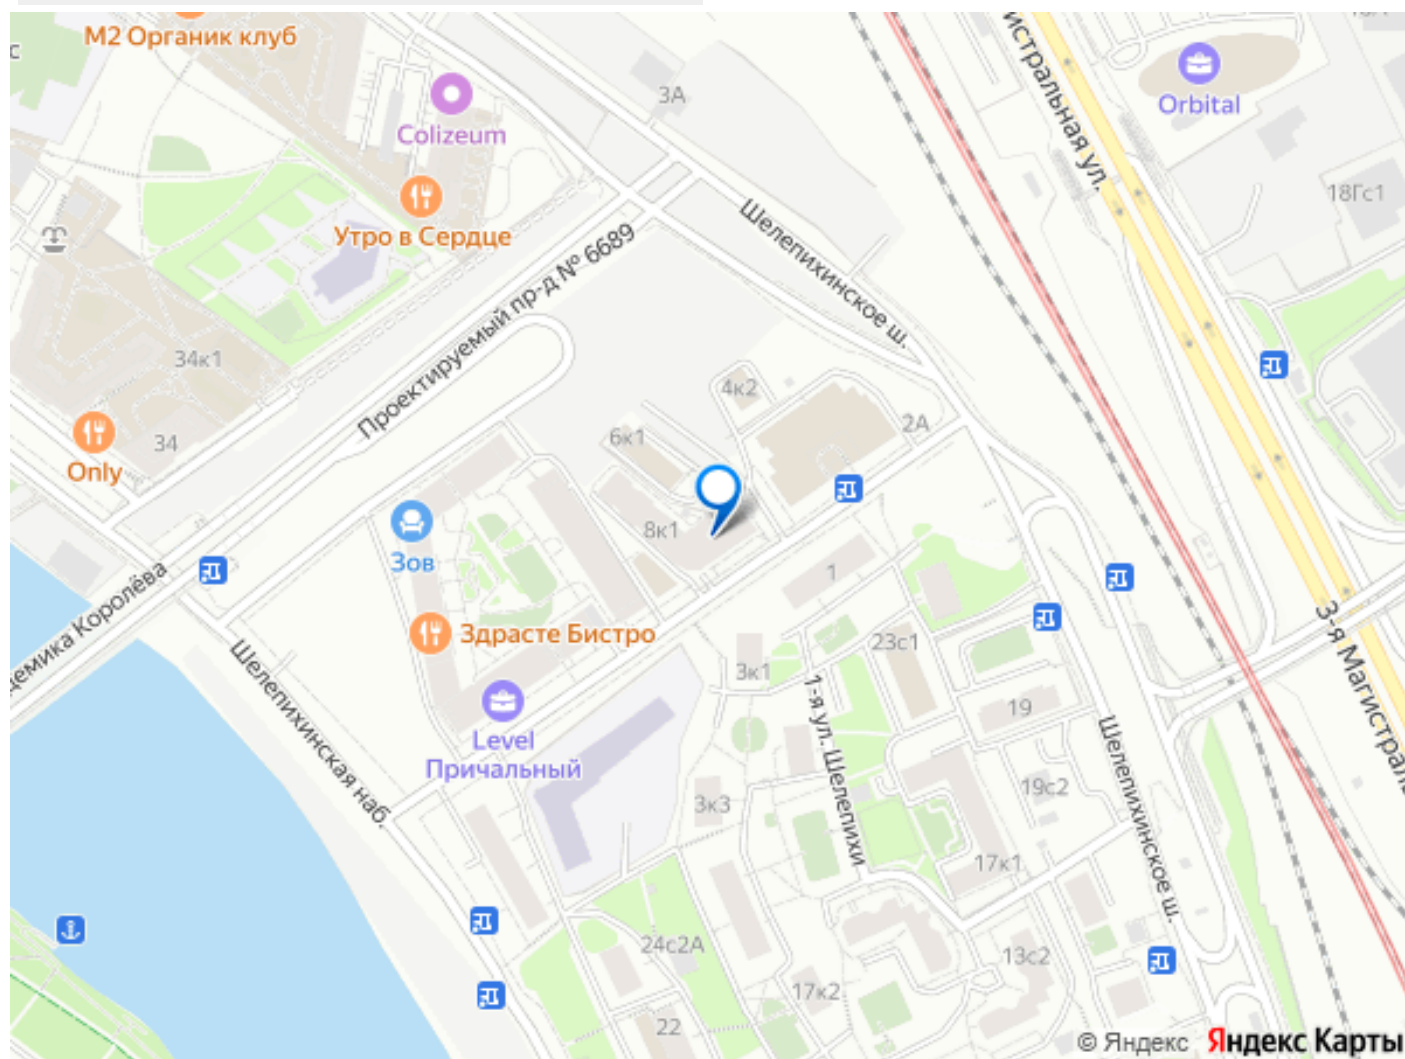 М2 Органик клуб
с
Colizeum
3А
Orbital
истральная ул.
18Гс1
Утро в Сердце
Шелепихинское ш.
Проектируемый пр-д № 6689
34к1
34
Only
4к2
6к1
2А
8к1
Зов
1
Здрасте Бистро
демика Королёва
Шелепихинская наб.
3к1
23с1
19
1-я ул. Шелепихи
3-я Магистраль
Level
Причальный
3к3
19с2
17к1
Шелепихинское ш.
24с2А
13с2
17к2
22
© Яндекс Яндекс Карты